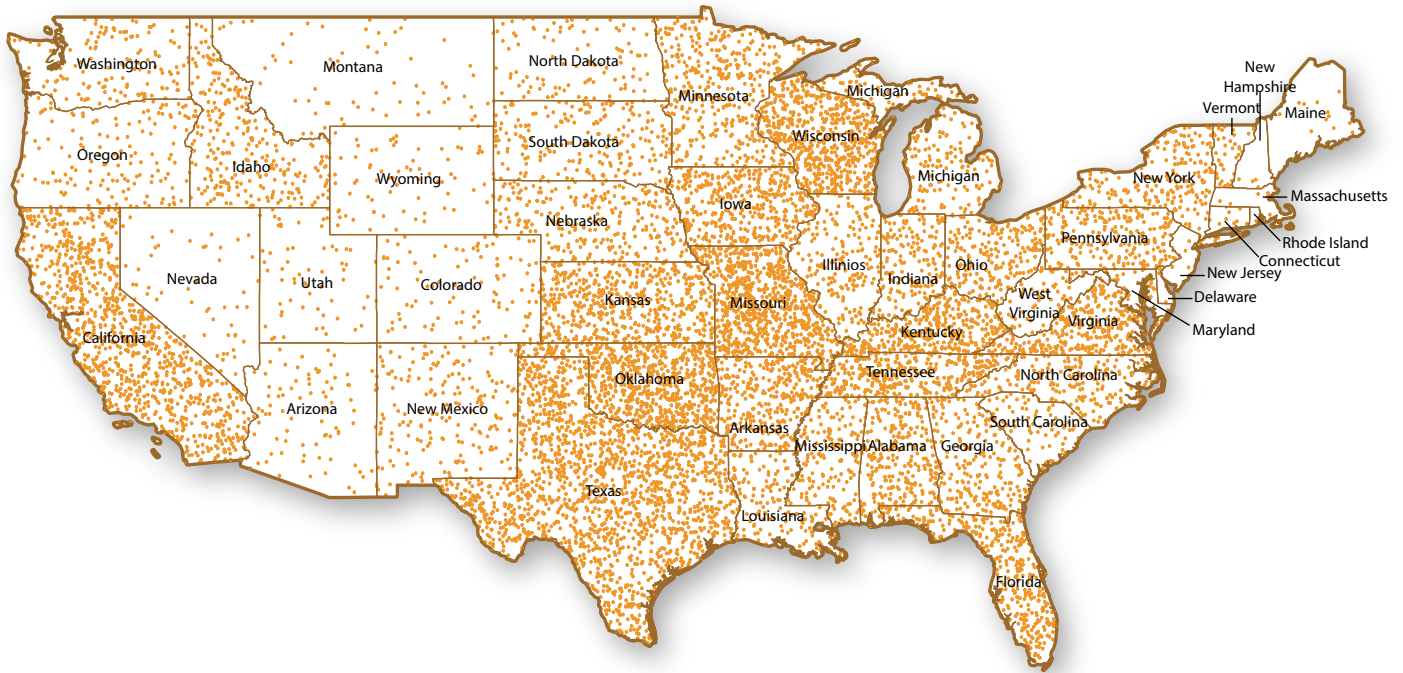 Washington
Montana
North Dakota
Minnesota
Michigan
New
Hampshire
Vermont
Maine
Oregon
Idaho
Wyoming
South Dakota
Wisconsin
Michigan
New York
Massachusetts
Nebraska
Iowa
Pennsylvania
Rhode Island
Connecticut
Nevada
Utah
Colorado
Kansas
Missouri
Illinios
Indiana
Ohio
West
Virginia
Virginia
New Jersey
Delaware
Maryland
California
Kentucky
Arizona
New Mexico
Oklahoma
Arkansas
Tennessee
North Carolina
South Carolina
Mississippi
Alabama
Georgia
Texas
Louisiana
Florida